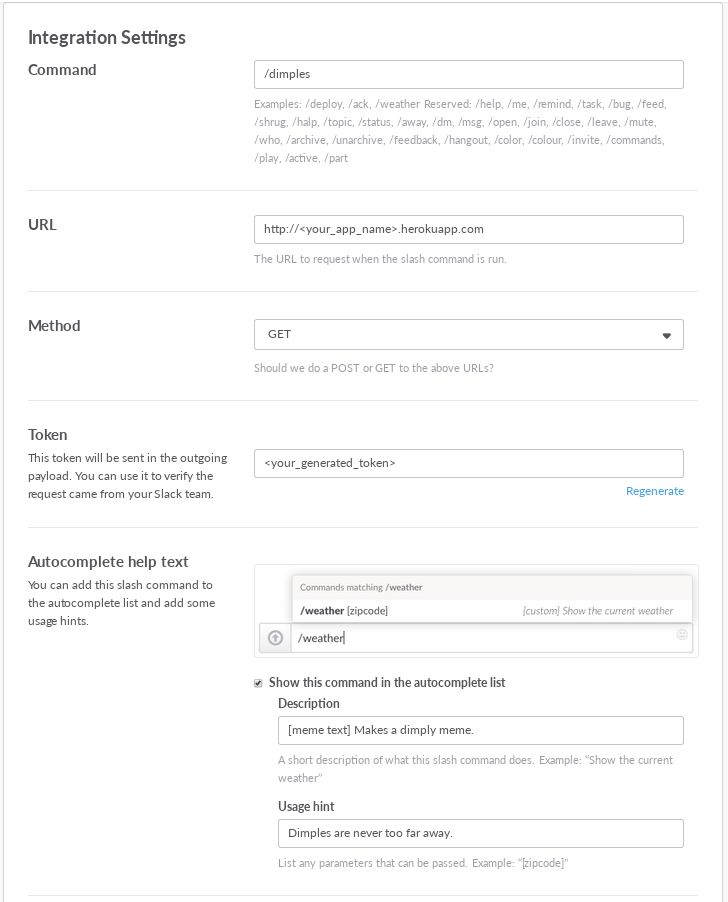 Integration Settings
Command
/dimples
Examples: /deploy, /ack, /weather Reserved: /help, /me, /remind, /task, /bug, /feed,
/shrug, /halp, /topic, /status, /away, /dm, /msg, /open, /join, /close, /leave, /mute,
/who, /archive, /unarchive, /feedback, /hangout, /color, /colour, /invite, /commands,
/play, /active, /part
URL
http://<your_app_name>.herokuapp.com
The URL to request when the slash command is run.
Method
GET
Should we do a POST or GET to the above URLs?
Token
This token will be sent in the outgoing
payload. You can use it to verify the
request came from your Slack team.
<your_generated_token>
Regenerate
Autocomplete help text
You can add this slash command to
the autocomplete list and add some
usage hints.
Commands matching /weather
/weather [zipcode] [custom] Show the current weather
/weather
Show this command in the autocomplete list
Description
[meme text] Makes a dimply meme.
A short description of what this slash command does. Example: “Show the current
weather”
Usage hint
Dimples are never too far away.
List any parameters that can be passed. Example: “[zipcode]”